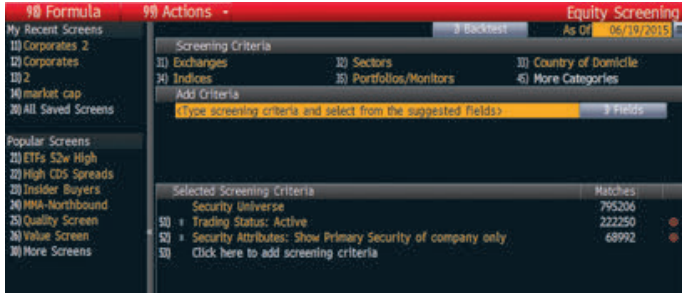 98) Formula 99) Actions Equity Screening
My Recent Screens 3) Backtest As Of 06/19/2015
11) Corporates 2 Screening Criteria
12) Corporates 31) Exchanges 32) Sectors 33) Country of Domicile
13) 2 34) Indices 35) Portfolios/Monitors 45) More Categories
14) market cap Add Criteria
20) All Saved Screens <Type screening criteria and select from the suggested fields> Fields
Popular Screens
21) ETFs 52w High
22) High CDS Spreads
23) Insider Buyers Selected Screening Criteria Matches
24) MMA-Northbound Security Universe 795206
25) Quality Screen 51) Trading Status: Active 222250
26) Value Screen 52) Security Attributes: Show Primary Security of company only 68992
30) More Screens 53) Click here to add screening criteria